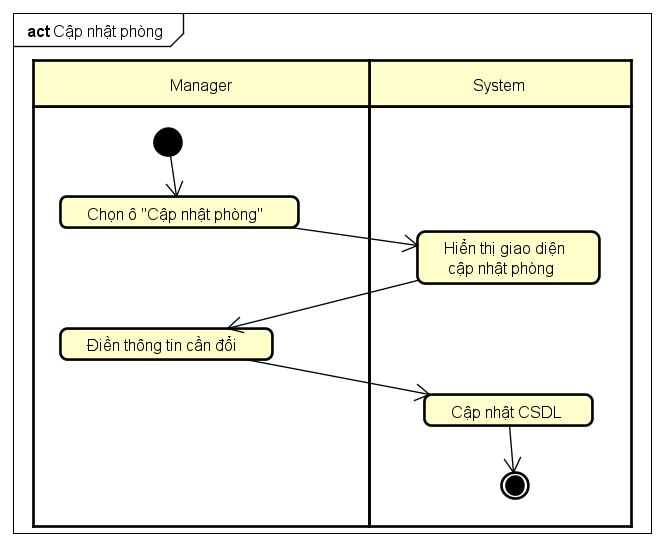 act Cập nhật phòng
Manager
System
Chọn ô "Cập nhật phòng"
Hiển thị giao diện
cập nhật phòng
Điền thông tin cần đổi
Cập nhật CSDL